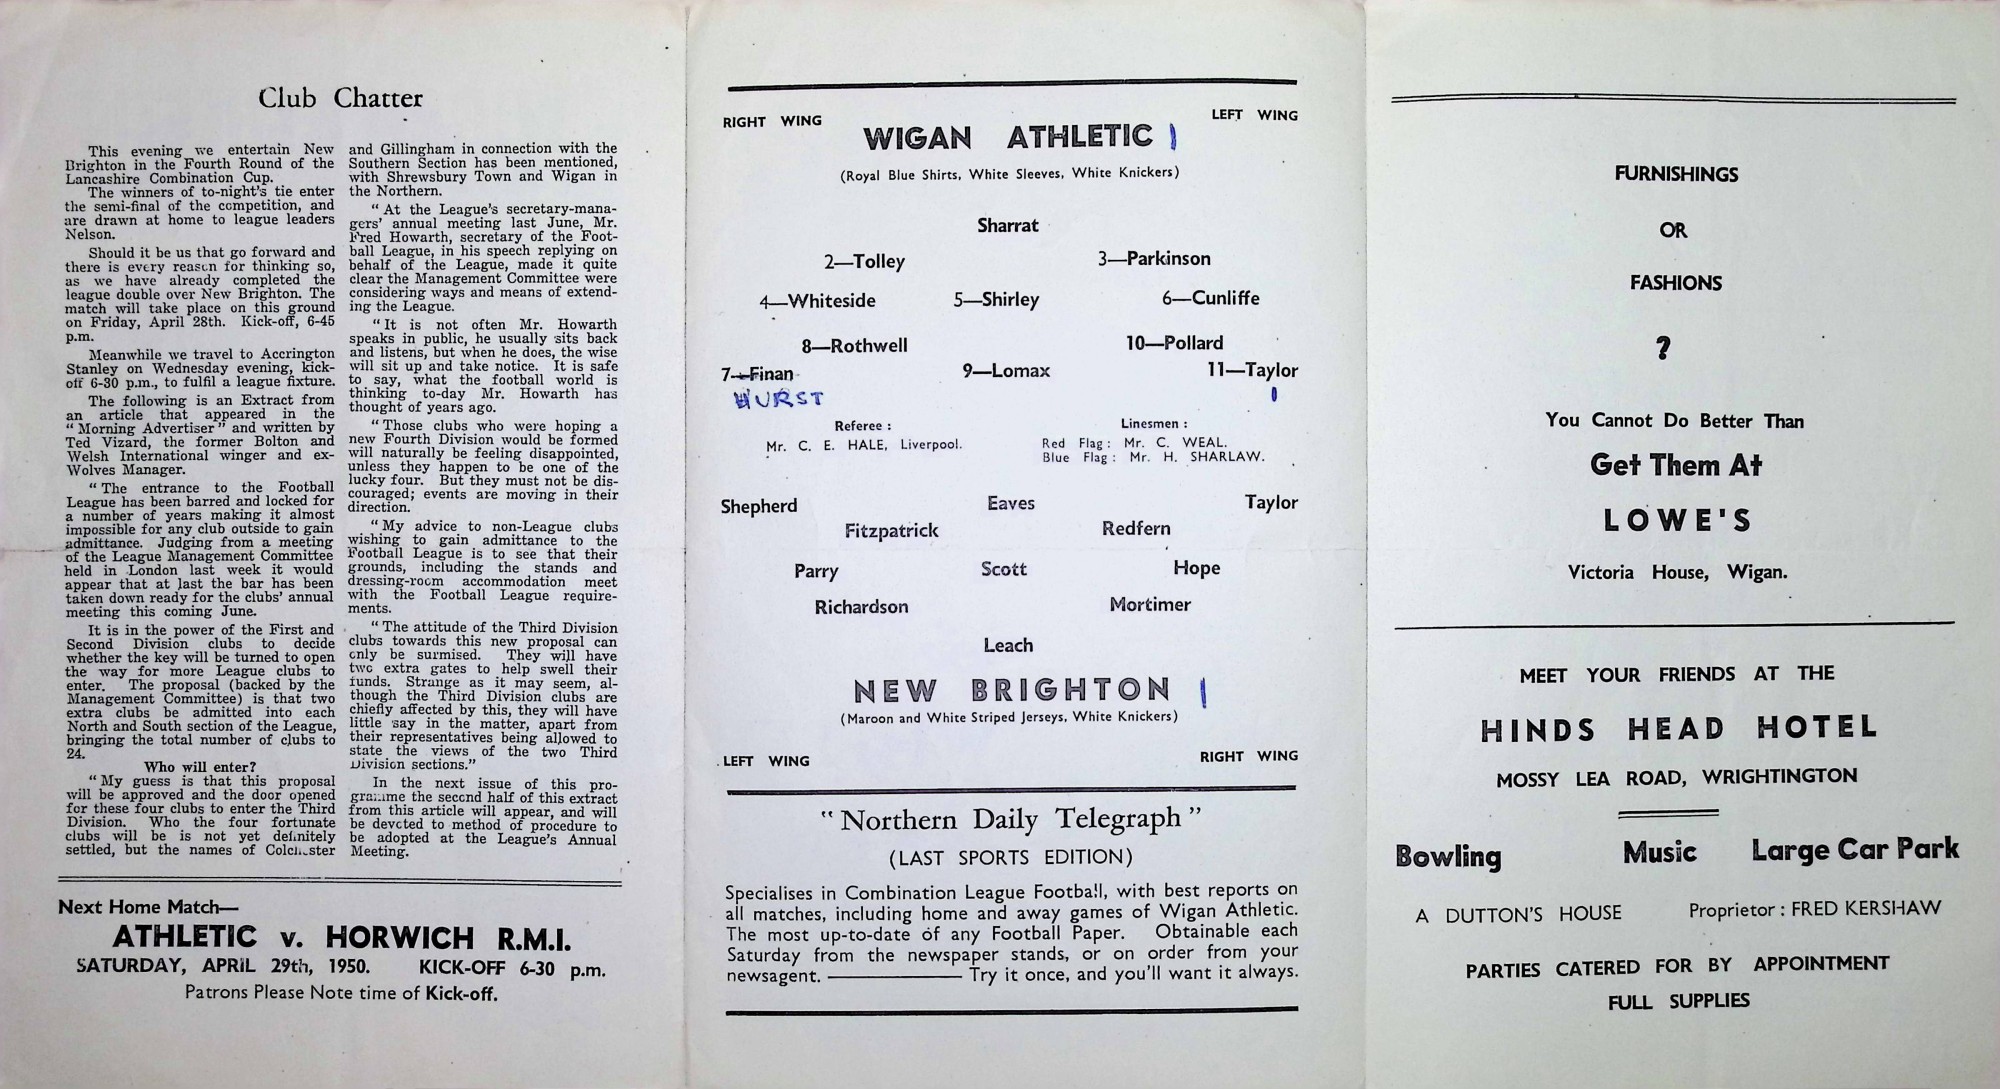 Club Chatter
This evening we entertain New
Brighton in the Fourth Round of the
Lancashire Combination Cup.
The winners of to-night's tie enter
the semi-final of the competition, and
are drawn at home to league leaders
Nelson.
Should it be us that go forward and
there is every reason for thinking so,
as we have already completed the
league double over New Brighton. The
match will take place on this ground
on Friday, April 28th. Kick-off, 6-45
p.m.
Meanwhile we travel to Accrington
Stanley on Wednesday evening, kick-
off 6-30 p.m., to fulfil a league fixture.
The following is an Extract from
an article that appeared in the
"Morning Advertiser" and written by
Ted Vizard, the former Bolton and
Welsh International winger and ex-
Wolves Manager.
"The entrance to the Football
League has been barred and locked for
a number of years making it almost
impossible for any club outside to gain
admittance. Judging from a meeting
of the League Management Committee
held in London last week it would
appear that at last the bar has been
taken down ready for the clubs' annual
meeting this coming June.
It is in the power of the First and
Second Division clubs to decide
whether the key will be turned to open
the way for more League clubs to
enter. The proposal (backed by the
Management Committee) is that two
extra clubs be admitted into each
North and South section of the League,
bringing the total number of clubs to
24.
Who will enter?
"My guess is that this proposal
will be approved and the door opened
for these four clubs to enter the Third
Division. Who the four fortunate
clubs will be is not yet definitely
settled, but the names of Colchester
and Gillingham in connection with the
Southern Section has been mentioned,
with Shrewsbury Town and Wigan in
the Northern.
"At the League's secretary-mana-
gers' annual meeting last June, Mr.
Fred Howarth, secretary of the Foot-
ball League, in his speech replying on
behalf of the League, made it quite
clear the Management Committee were
considering ways and means of extend-
ing the League.
"It is not often Mr. Howarth
speaks in public, he usually sits back
and listens, but when he does, the wise
will sit up and take notice. It is safe
to say, what the football world is
thinking to-day Mr. Howarth has
thought of years ago.
"Those clubs who were hoping a
new Fourth Division would be formed
will naturally be feeling disappointed,
unless they happen to be one of the
lucky four. But they must not be dis-
couraged; events are moving in their
direction.
"My advice to non-League clubs
wishing to gain admittance to the
Football League is to see that their
grounds, including the stands and
dressing-room accommodation meet
with the Football League require-
ments.
"The attitude of the Third Division
clubs towards this new proposal can
only be surmised. They will have
two extra gates to help swell their
funds. Strange as it may seem, al-
though the Third Division clubs are
chiefly affected by this, they will have
little say in the matter, apart from
their representatives being allowed to
state the views of the two Third
Division sections."
In the next issue of this pro-
gramme the second half of this extract
from this article will appear, and will
be devoted to method of procedure to
be adopted at the League's Annual
Meeting.
Next Home Match—
ATHLETIC v. HORWICH R.M.I.
SATURDAY, APRIL 29th, 1950. KICK-OFF 6-30 p.m.
Patrons Please Note time of Kick-off.
RIGHT WING LEFT WING
WIGAN ATHLETIC 1
(Royal Blue Shirts, White Sleeves, White Knickers)
Sharrat
2—Tolley 3—Parkinson
4—Whiteside 5—Shirley 6—Cunliffe
8—Rothwell 10—Pollard
7—Finan 9—Lomax 11—Taylor
HURST 1
Referee : Linesmen :
Mr. C. E. HALE, Liverpool. Red Flag : Mr. C. WEAL.
Blue Flag : Mr. H. SHARLAW.
Shepherd Eaves Taylor
Fitzpatrick Redfern
Parry Scott Hope
Richardson Mortimer
Leach
NEW BRIGHTON 1
(Maroon and White Striped Jerseys, White Knickers)
LEFT WING RIGHT WING
"Northern Daily Telegraph"
(LAST SPORTS EDITION)
Specialises in Combination League Football, with best reports on
all matches, including home and away games of Wigan Athletic.
The most up-to-date of any Football Paper. Obtainable each
Saturday from the newspaper stands, or on order from your
newsagent. ———— Try it once, and you'll want it always.
FURNISHINGS
OR
FASHIONS
?
You Cannot Do Better Than
Get Them At
LOWE'S
Victoria House, Wigan.
MEET YOUR FRIENDS AT THE
HINDS HEAD HOTEL
MOSSY LEA ROAD, WRIGHTINGTON
Bowling Music Large Car Park
A DUTTON'S HOUSE Proprietor : FRED KERSHAW
PARTIES CATERED FOR BY APPOINTMENT
FULL SUPPLIES